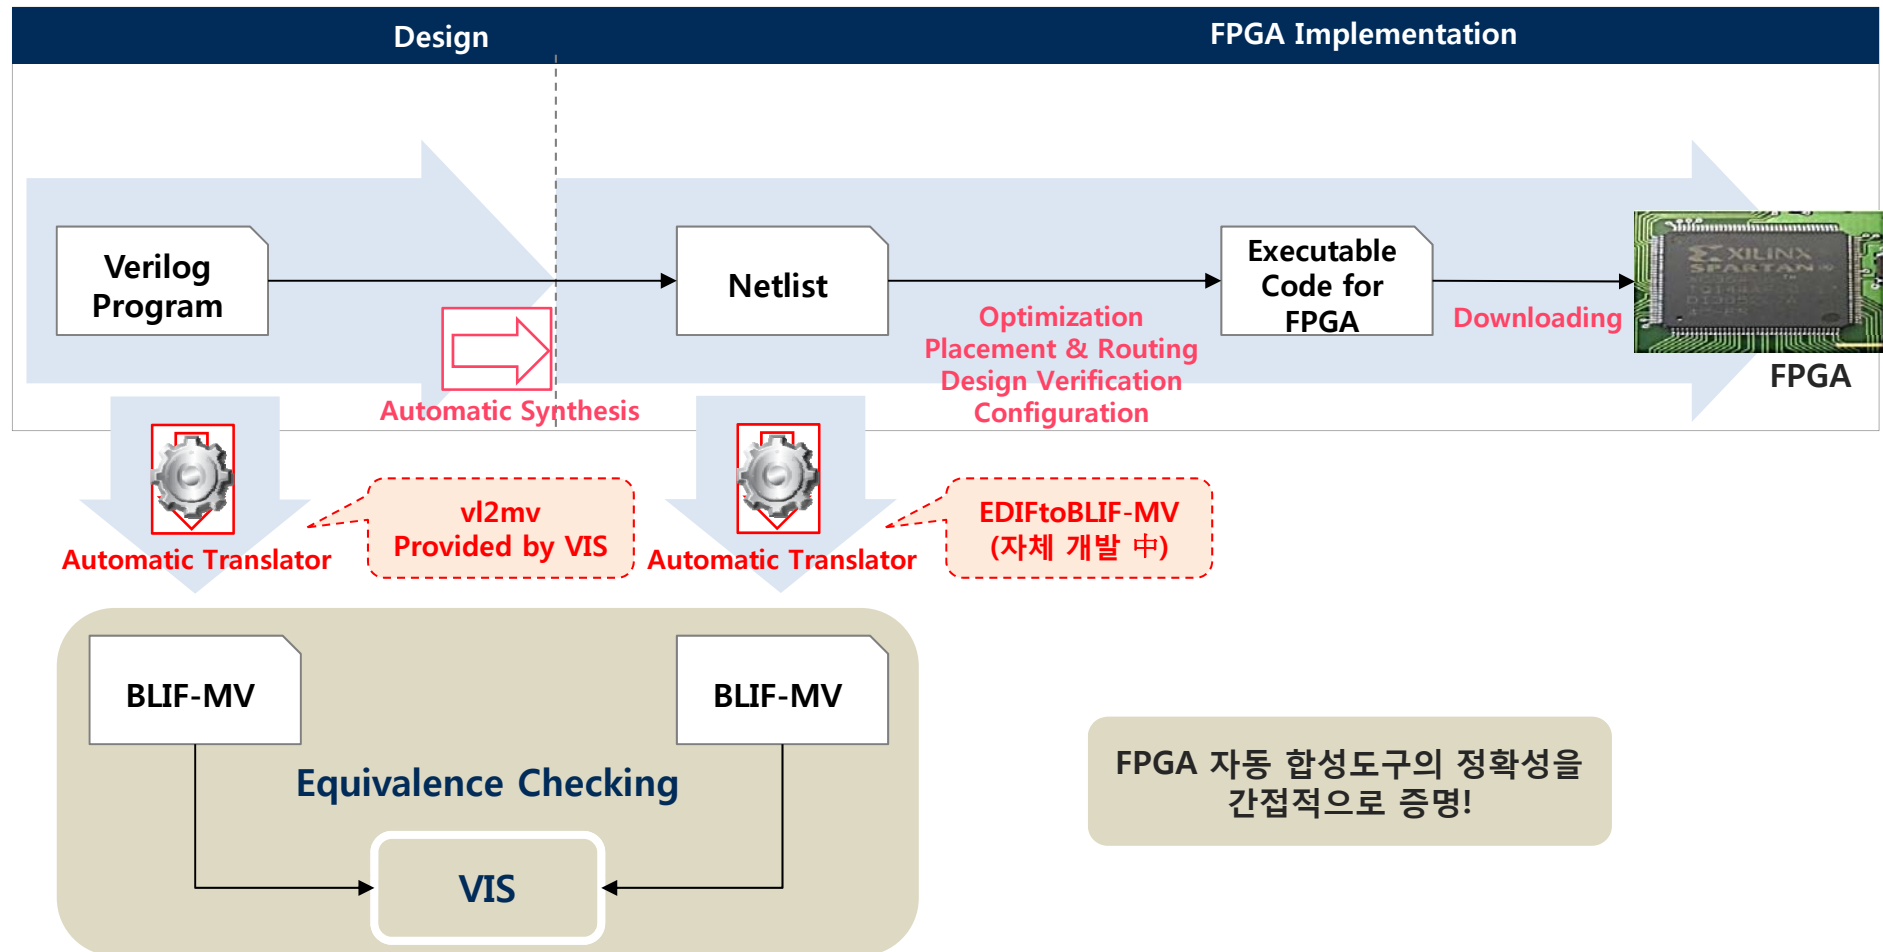 Design
FPGA Implementation
Verilog
Program
Netlist
Executable
Code for
FPGA
XILINX
SPARTAN
Optimization
Placement & Routing
Design Verification
Configuration
Downloading
FPGA
Automatic Synthesis
vl2mv
Provided by VIS
Automatic Translator
EDIFtoBLIF-MV
(자체 개발 中)
Automatic Translator
BLIF-MV
BLIF-MV
Equivalence Checking
VIS
FPGA 자동 합성도구의 정확성을
간접적으로 증명!